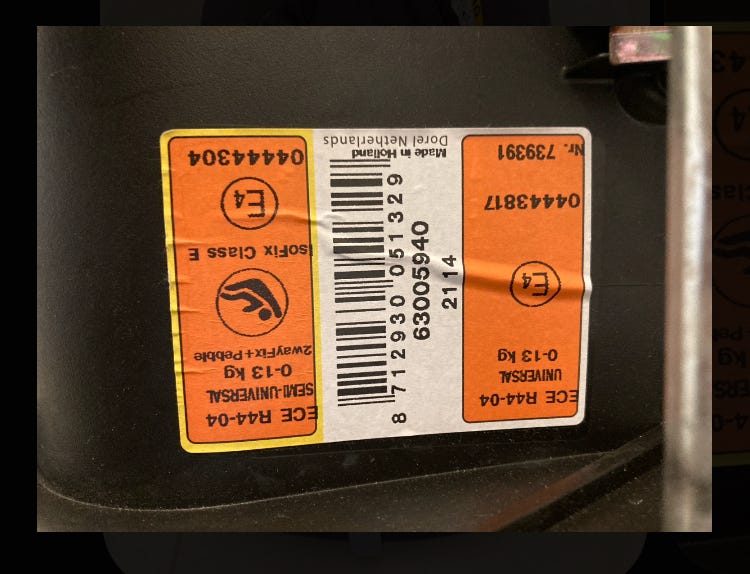 ECE R44-04
UNIVERSAL
0-13 kg
E4
04443817
Nr. 739391
Made in Holland
Dorel Netherlands
8 712930 051329
63005940
2114
ECE R44-04
SEMI-UNIVERSAL
0-13 kg
2wayFix+Pebble
IsoFix Class E
E4
04444304